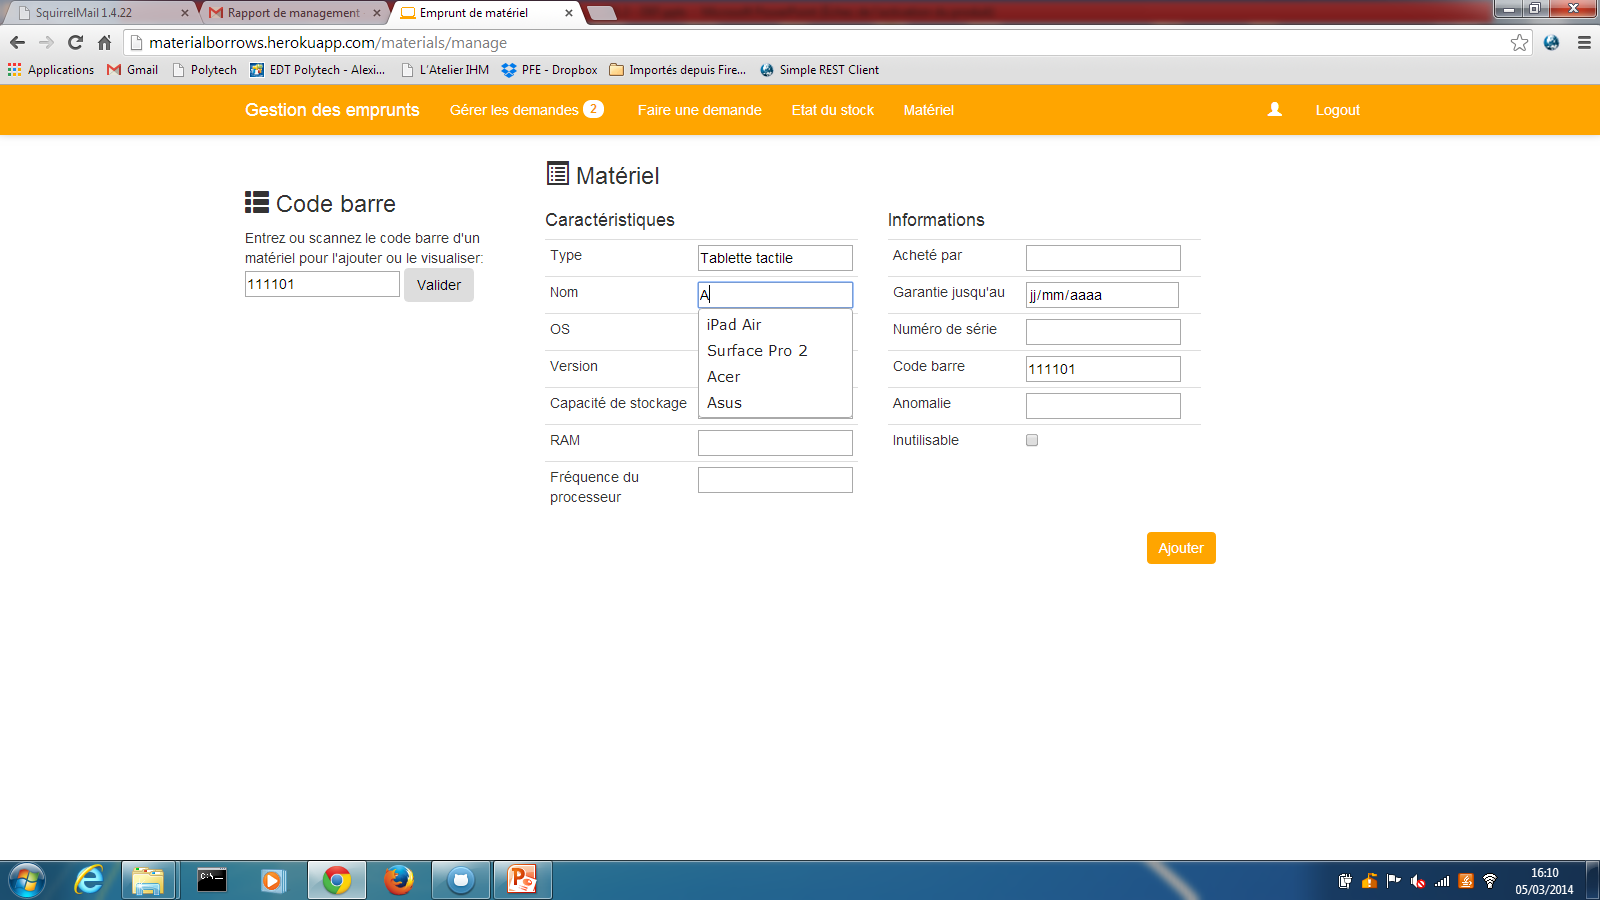 SquirrelMail 1.4.22
Rapport de management
Emprunt de matériel
materialborrows.herokuapp.com/materials/manage
Applications
Gmail
Polytech
EDT Polytech - Alexi...
L'Atelier IHM
PFE - Dropbox
Importés depuis Fire...
Simple REST Client
Gestion des emprunts
Gérer les demandes 2
Faire une demande
Etat du stock
Matériel
Logout
Code barre
Entrez ou scannez le code barre d'un
matériel pour l'ajouter ou le visualiser:
111101
Valider
Matériel
Caractéristiques
Type
Tablette tactile
Nom
A
iPad Air
Surface Pro 2
Acer
Asus
OS
Version
Capacité de stockage
RAM
Fréquence du
processeur
Informations
Acheté par
Garantie jusqu'au
jj/mm/aaaa
Numéro de série
Code barre
111101
Anomalie
Inutilisable
Ajouter
16:10
05/03/2014